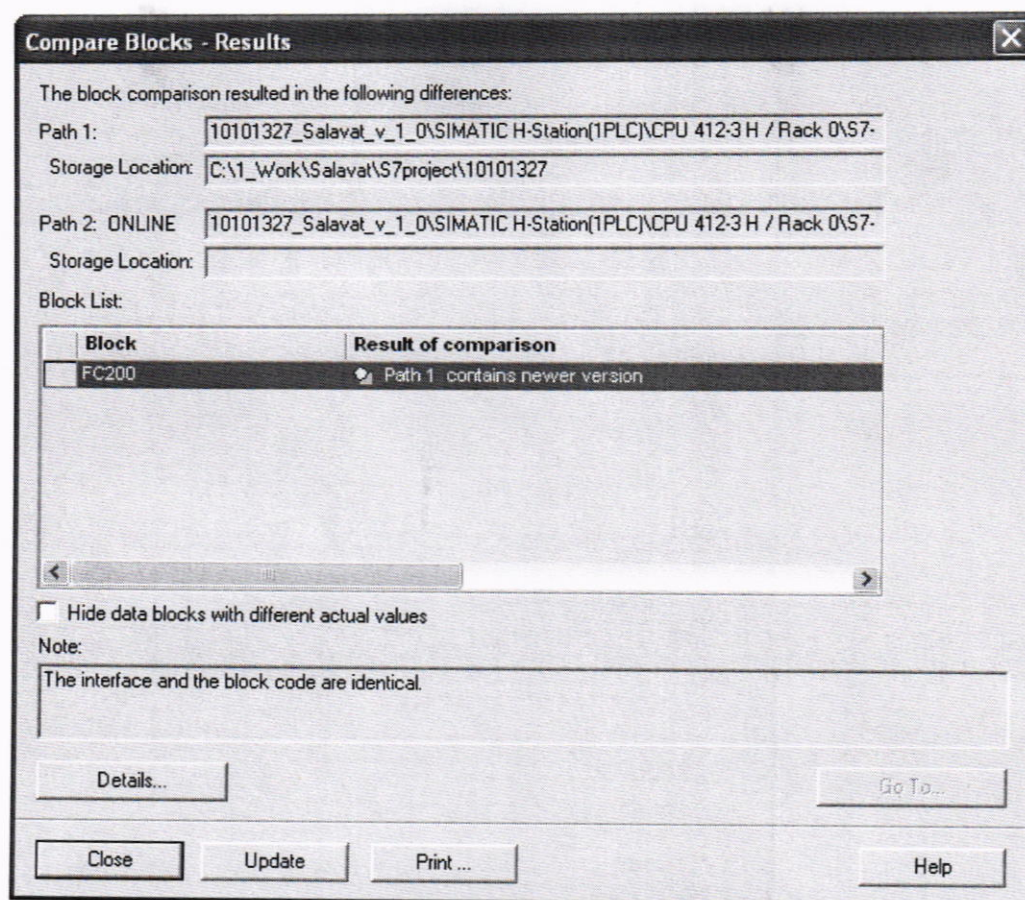 Compare Blocks - Results
The block comparison resulted in the following differences:
Path 1: 10101327_Salavat_v_1_0\SIMATIC H-Station(1PLC)\CPU 412-3 H / Rack 0\S7-
Storage Location: C:\1_Work\Salavat\S7project\10101327
Path 2: ONLINE 10101327_Salavat_v_1_0\SIMATIC H-Station(1PLC)\CPU 412-3 H / Rack 0\S7-
Storage Location:
Block List:
Block Result of comparison
FC200 Path 1 contains newer version
Hide data blocks with different actual values
Note:
The interface and the block code are identical.
Details... Go To...
Close Update Print ... Help